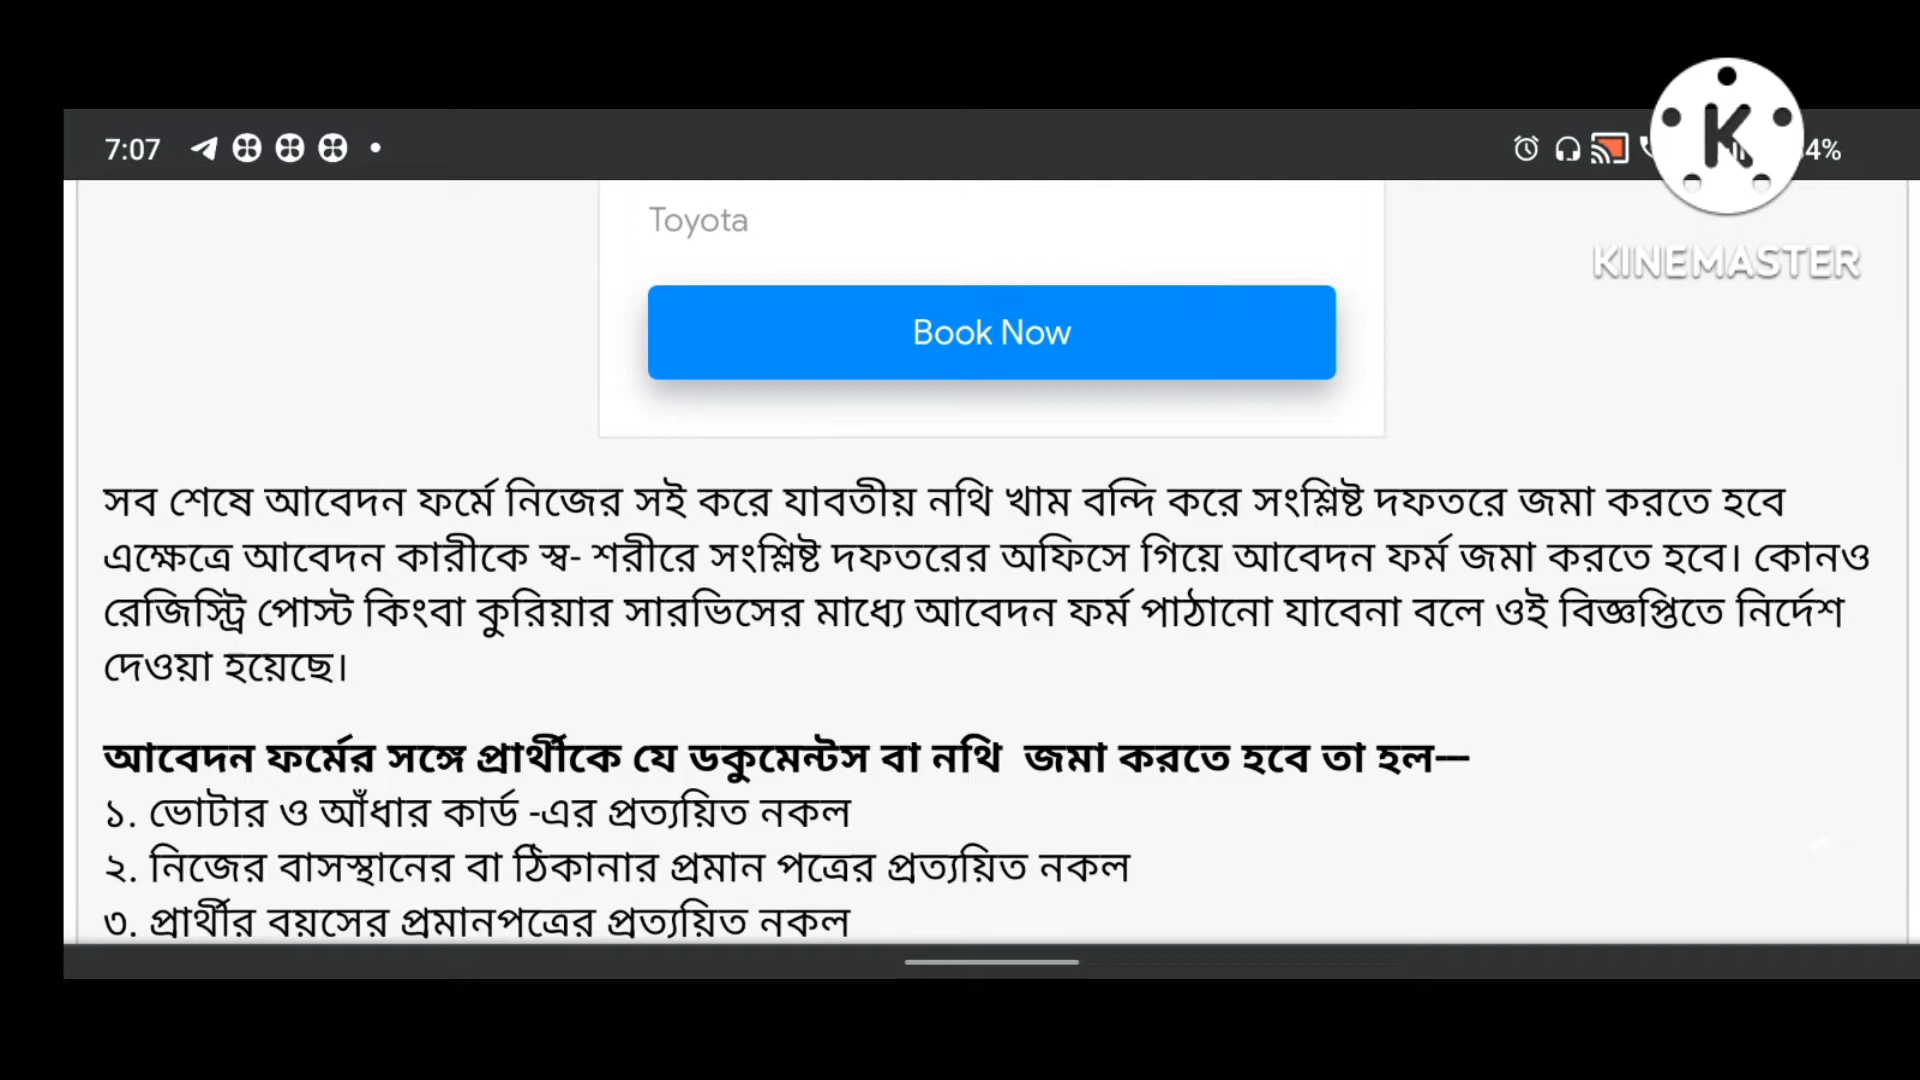 7:07
4%
K
KINEMASTER
Toyota
Book Now
সব শেষে আবেদন ফর্মে নিজের সই করে যাবতীয় নথি খাম বন্দি করে সংশ্লিষ্ট দফতরে জমা করতে হবে
এক্ষেত্রে আবেদন কারীকে স্ব- শরীরে সংশ্লিষ্ট দফতরের অফিসে গিয়ে আবেদন ফর্ম জমা করতে হবে। কোনও
রেজিস্ট্রি পোস্ট কিংবা কুরিয়ার সারভিসের মাধ্যে আবেদন ফর্ম পাঠানো যাবেনা বলে ওই বিজ্ঞপ্তিতে নির্দেশ
দেওয়া হয়েছে।
আবেদন ফর্মের সঙ্গে প্রার্থীকে যে ডকুমেন্টস বা নথি জমা করতে হবে তা হল—
১. ভোটার ও আঁধার কার্ড -এর প্রত্যয়িত নকল
২. নিজের বাসস্থানের বা ঠিকানার প্রমান পত্রের প্রত্যয়িত নকল
৩. প্রার্থীর বয়সের প্রমানপত্রের প্রত্যয়িত নকল